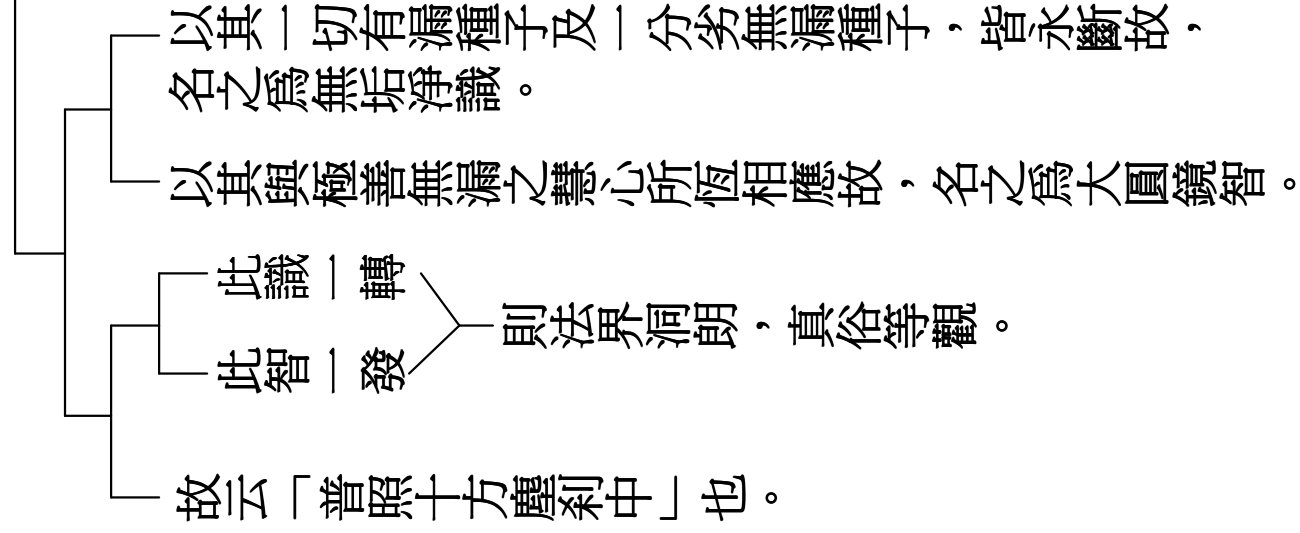 以其一切有漏種子及一分劣無漏種子，皆永斷故，
名之為無垢淨識。
以其與極善無漏之慧心所恆相應故，名之為大圓鏡智。
此識一轉
此智一發
則法界洞朗，真俗等觀。
故云「普照十方塵剎中」也。